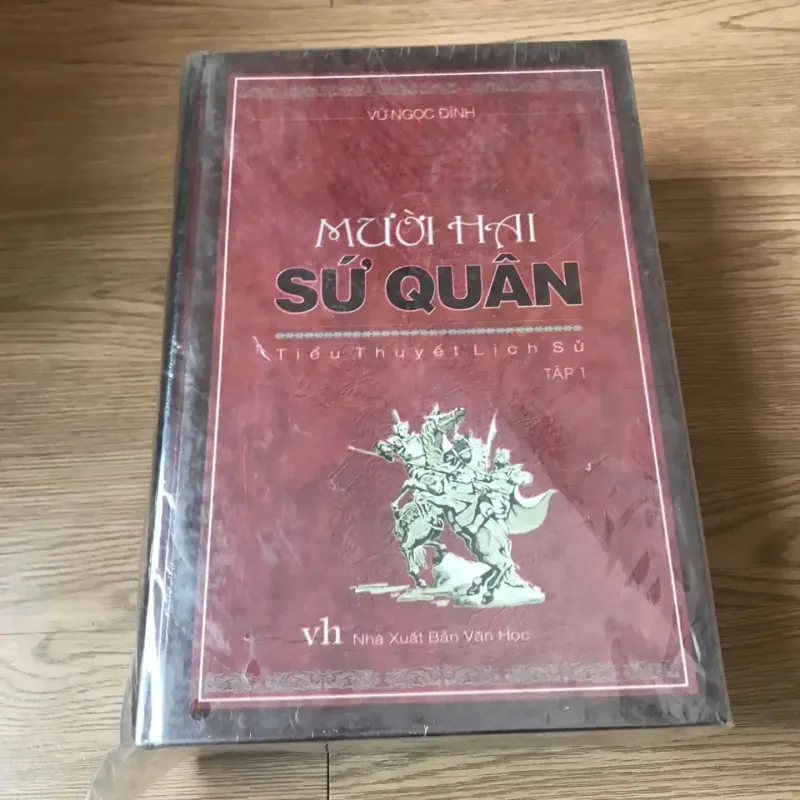 VŨ NGỌC ĐĨNH
MƯỜI HAI
SỨ QUÂN
Tiểu Thuyết Lịch Sử
TẬP 1
vh Nhà Xuất Bản Văn Học